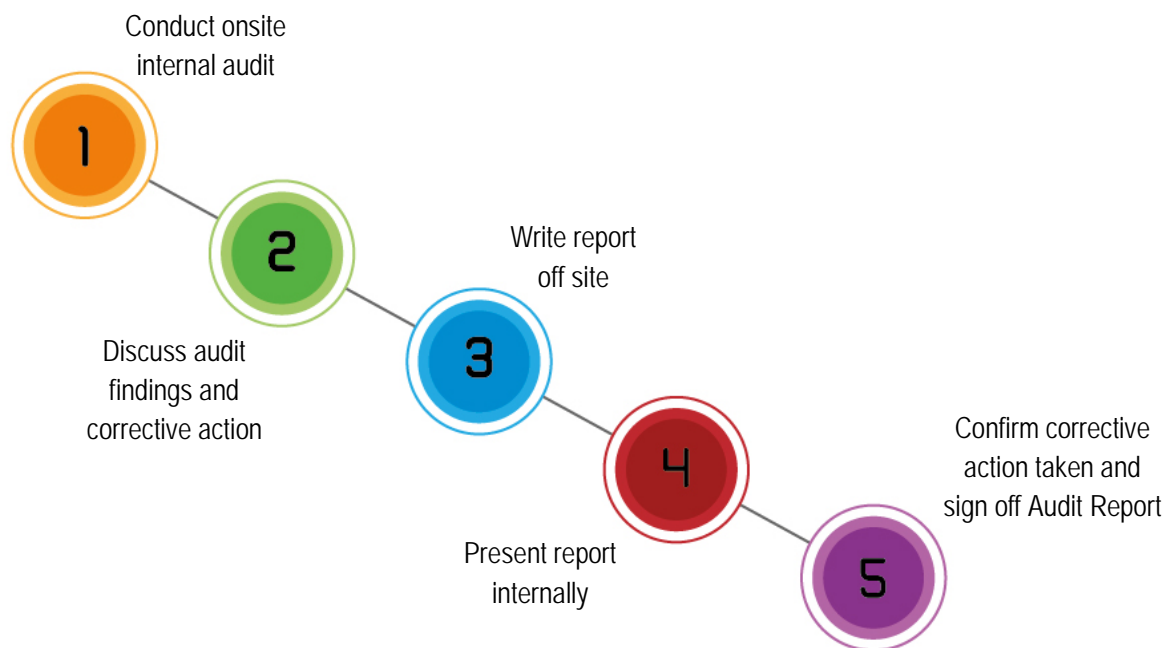 Conduct onsite
internal audit
1
2
Discuss audit
findings and
corrective action
Write report
off site
3
4
Present report
internally
Confirm corrective
action taken and
sign off Audit Report
5